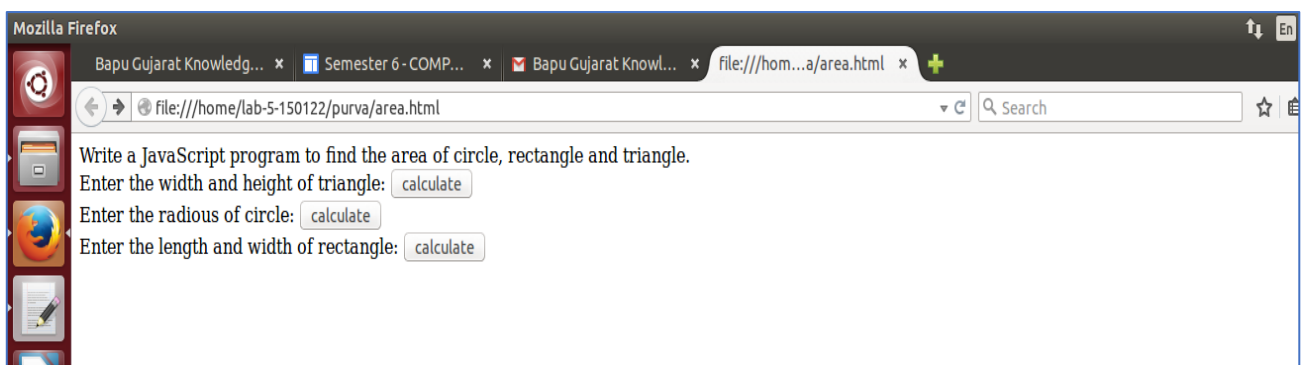 Mozilla Firefox
En
Bapu Gujarat Knowledg... × Semester 6 - COMP... × Bapu Gujarat Knowl... × file:///hom...a/area.html ×
file:///home/lab-5-150122/purva/area.html Search
Write a JavaScript program to find the area of circle, rectangle and triangle.
Enter the width and height of triangle: calculate
Enter the radious of circle: calculate
Enter the length and width of rectangle: calculate